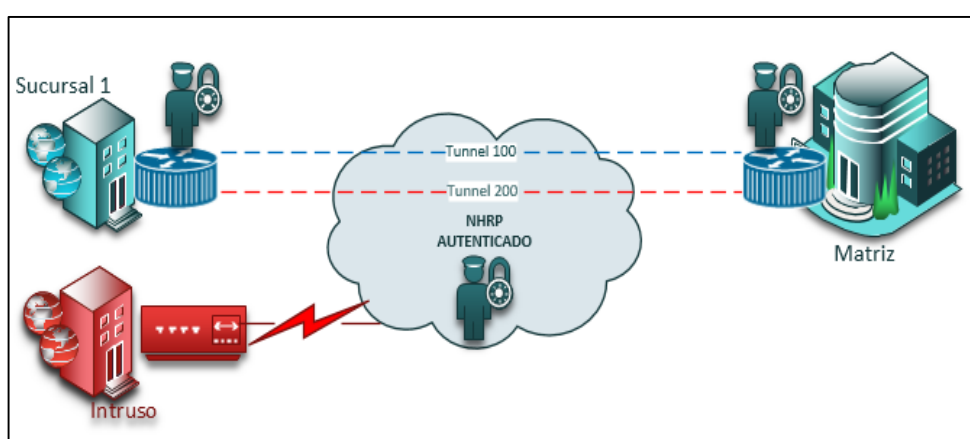 Sucursal 1
Tunnel 100
Tunnel 200
NHRP
AUTENTICADO
Matriz
Intruso